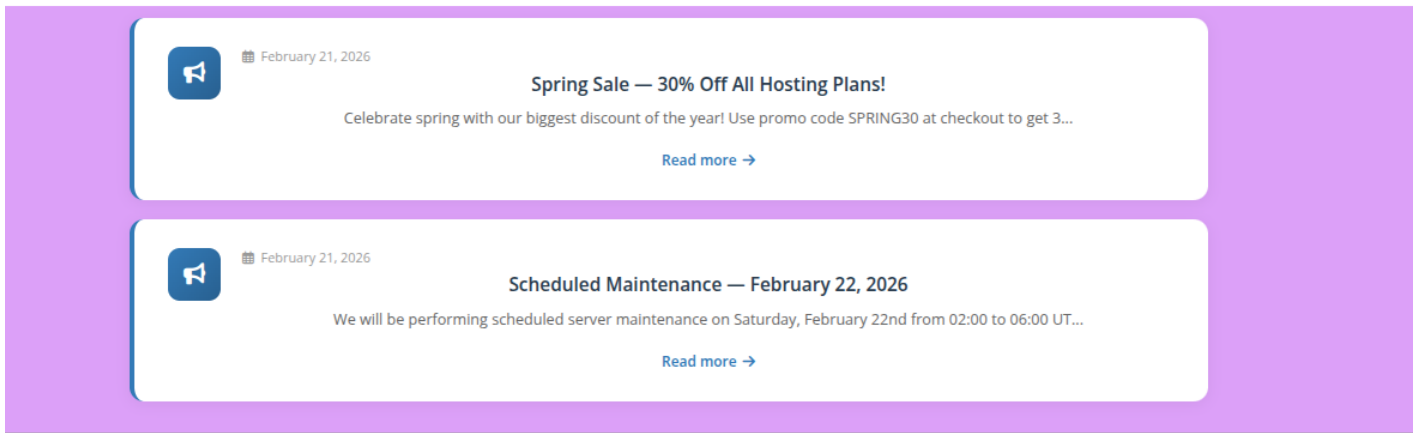 February 21, 2026
Spring Sale — 30% Off All Hosting Plans!
Celebrate spring with our biggest discount of the year! Use promo code SPRING30 at checkout to get 3...
Read more →
February 21, 2026
Scheduled Maintenance — February 22, 2026
We will be performing scheduled server maintenance on Saturday, February 22nd from 02:00 to 06:00 UT...
Read more →